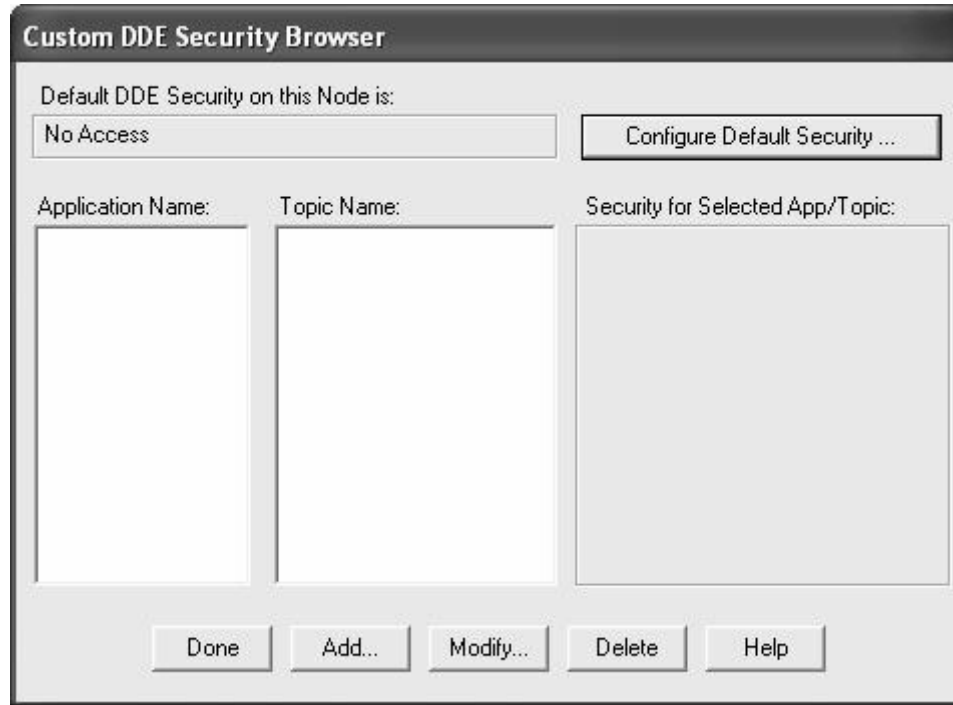 Custom DDE Security Browser
Default DDE Security on this Node is:
No Access
Configure Default Security ...
Application Name:
Topic Name:
Security for Selected App/Topic:
Done
Add...
Modify...
Delete
Help